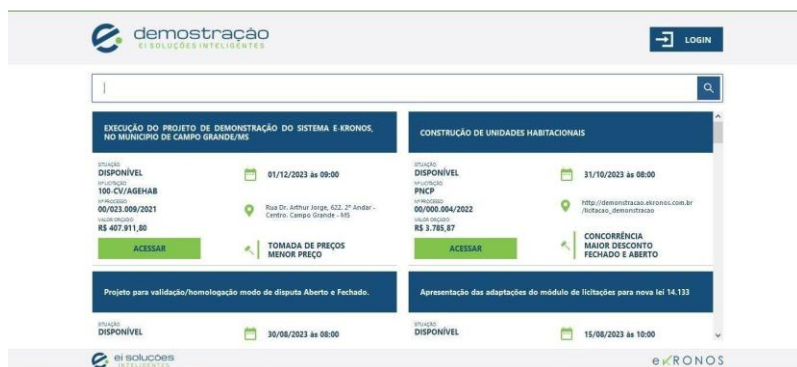 demostração
EI SOLUÇÕES INTELIGENTES
LOGIN
EXECUÇÃO DO PROJETO DE DEMONSTRAÇÃO DO SISTEMA E-KRONOS,
NO MUNICIPIO DE CAMPO GRANDE/MS
SITUAÇÃO
DISPONÍVEL
01/12/2023 às 09:00
Nº LICITAÇÃO
100-CV/AGEHAB
Nº PROCESSO
00/023.009/2021
Rua Dr. Arthur Jorge, 622. 2º Andar -
Centro. Campo Grande - MS
VALOR ORÇADO
R$ 407.911,80
ACESSAR
TOMADA DE PREÇOS
MENOR PREÇO
CONSTRUÇÃO DE UNIDADES HABITACIONAIS
SITUAÇÃO
DISPONÍVEL
31/10/2023 às 08:00
Nº LICITAÇÃO
PNCP
Nº PROCESSO
00/000.004/2022
http://demonstracao.ekronos.com.br
/licitacao_demonstracao
VALOR ORÇADO
R$ 3.785,87
ACESSAR
CONCORRÊNCIA
MAIOR DESCONTO
FECHADO E ABERTO
Projeto para validação/homologação modo de disputa Aberto e Fechado.
SITUAÇÃO
DISPONÍVEL
30/08/2023 às 08:00
Apresentação das adaptações do módulo de licitações para nova lei 14.133
SITUAÇÃO
DISPONÍVEL
15/08/2023 às 10:00
ei soluções
INTELIGENTES
eKRONOS